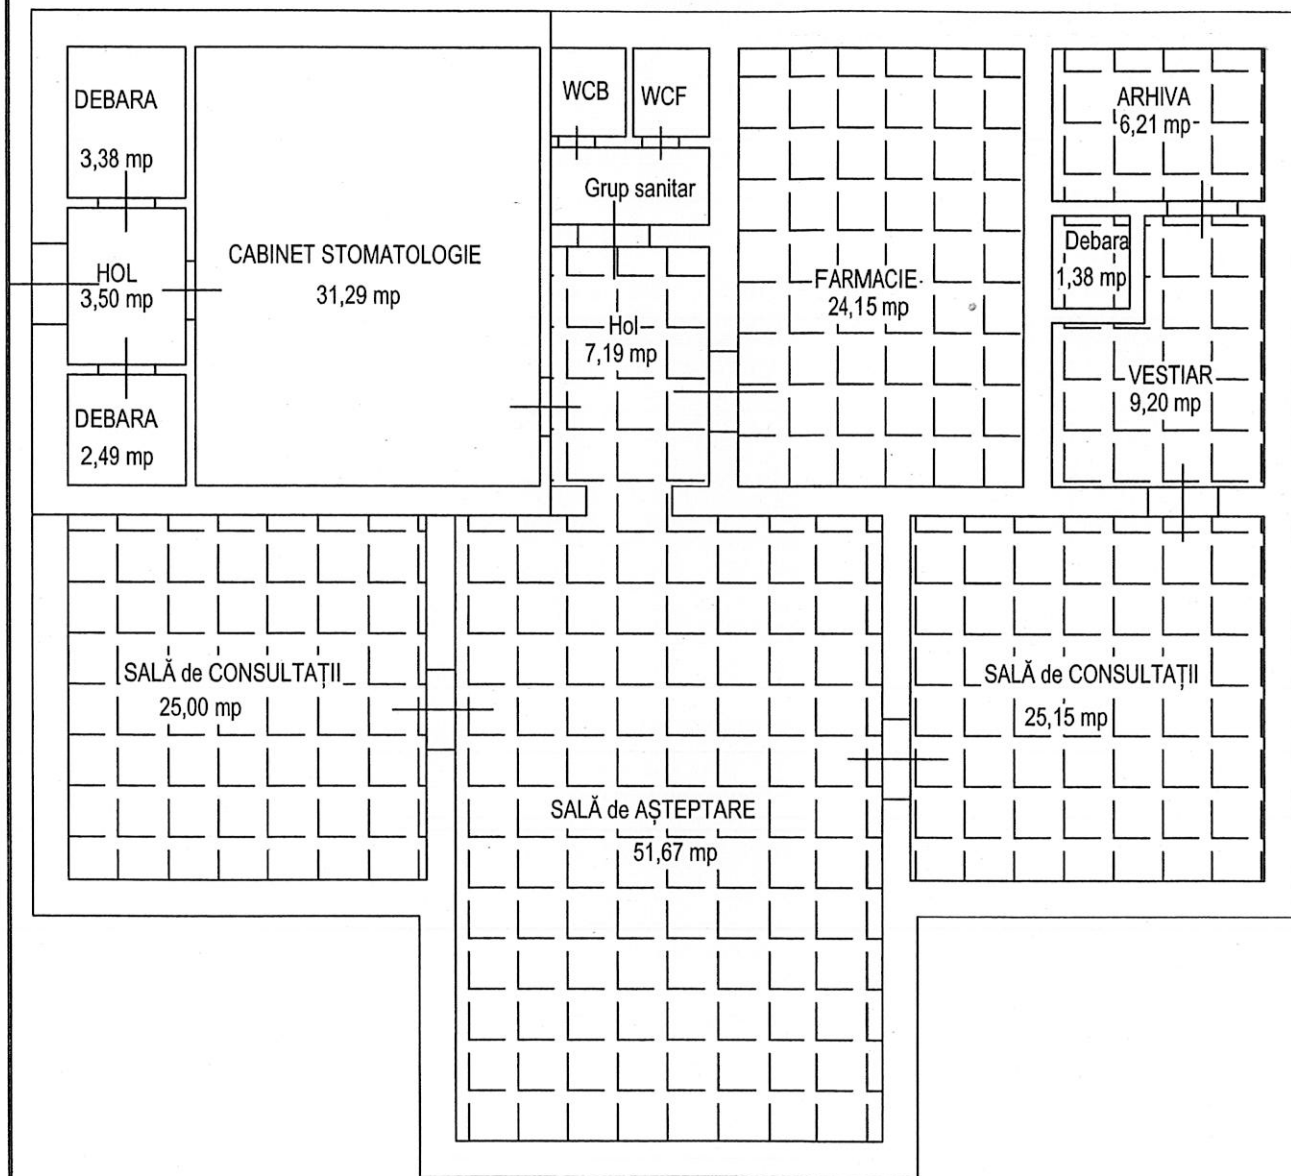 DEBARA
3,38 mp
HOL
3,50 mp
DEBARA
2,49 mp
CABINET STOMATOLOGIE
31,29 mp
WCB
WCF
Grup sanitar
Hol
7,19 mp
FARMACIE
24,15 mp
ARHIVA
6,21 mp
Debara
1,38 mp
VESTIAR
9,20 mp
SALĂ de CONSULTAȚII
25,00 mp
SALĂ de AȘTEPTARE
51,67 mp
SALĂ de CONSULTAȚII
25,15 mp